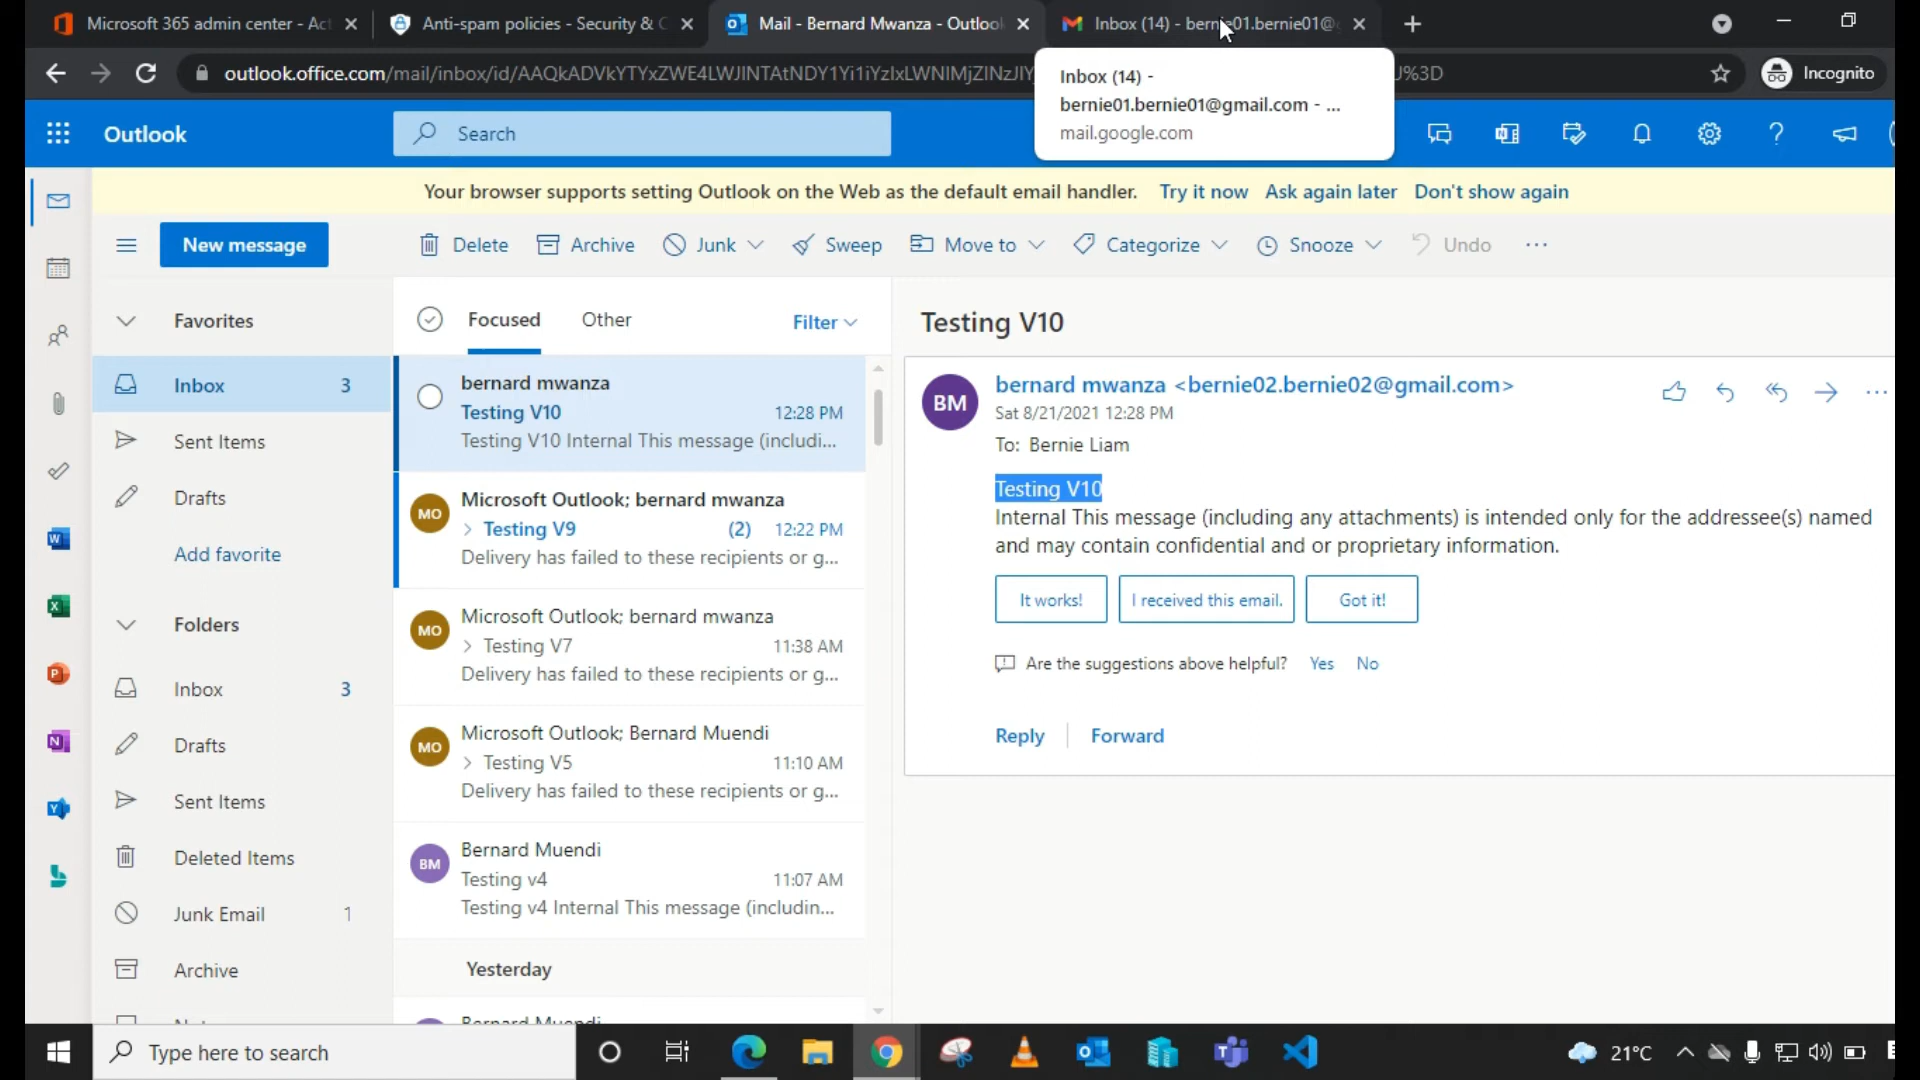 Microsoft 365 admin center - Act
Anti-spam policies - Security & C
Mail - Bernard Mwanza - Outlook
Inbox (14) - bernie01.bernie01@
outlook.office.com/mail/inbox/id/
Incognito
Inbox (14) -
bernie01.bernie01@gmail.com - ...
mail.google.com
Outlook
Search
Your browser supports setting Outlook on the Web as the default email handler. Try it now Ask again later Don't show again
New message
Delete Archive Junk Sweep Move to Categorize Snooze Undo
Favorites
Inbox 3
Sent Items
Drafts
Add favorite
Folders
Inbox 3
Drafts
Sent Items
Deleted Items
Junk Email 1
Archive
Focused Other Filter
bernard mwanza
Testing V10 12:28 PM
Testing V10 Internal This message (includi...
MO
Microsoft Outlook; bernard mwanza
Testing V9 (2) 12:22 PM
Delivery has failed to these recipients or g...
MO
Microsoft Outlook; bernard mwanza
Testing V7 11:38 AM
Delivery has failed to these recipients or g...
MO
Microsoft Outlook; Bernard Muendi
Testing V5 11:10 AM
Delivery has failed to these recipients or g...
BM
Bernard Muendi
Testing v4 11:07 AM
Testing v4 Internal This message (includin...
Yesterday
Bernard Muendi
Testing V10
BM
bernard mwanza <bernie02.bernie02@gmail.com>
Sat 8/21/2021 12:28 PM
To: Bernie Liam
Testing V10
Internal This message (including any attachments) is intended only for the addressee(s) named
and may contain confidential and or proprietary information.
It works! I received this email. Got it!
Are the suggestions above helpful? Yes No
Reply Forward
Type here to search
21°C